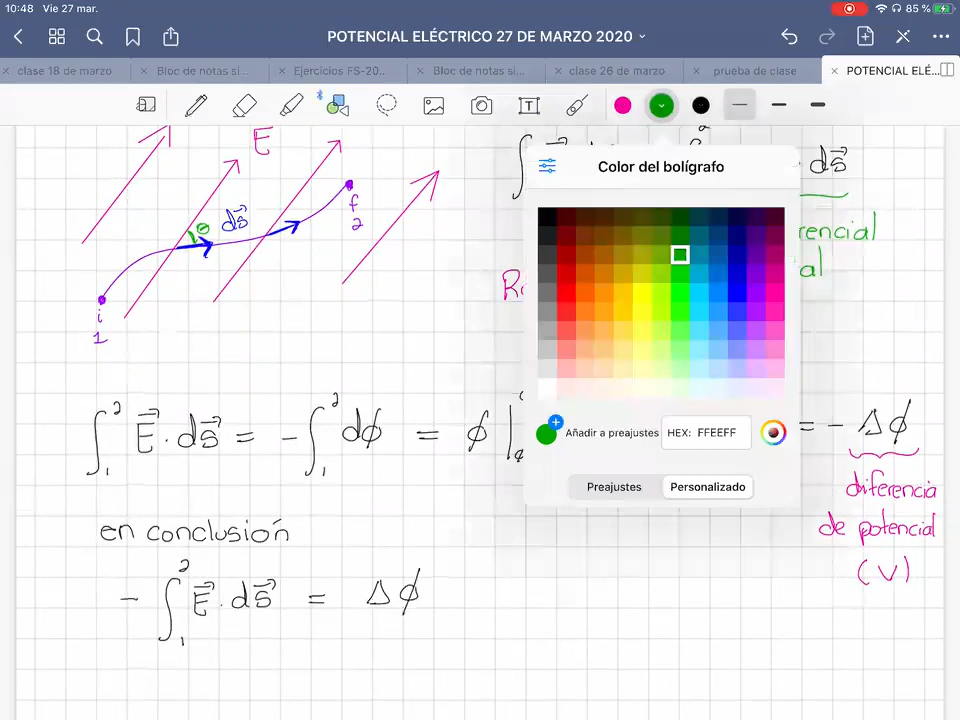 10:48 Vie 27 mar. 85 %
POTENCIAL ELÉCTRICO 27 DE MARZO 2020
clase 18 de marzo Bloc de notas si... Ejercicios FS-20... Bloc de notas si... clase 26 de marzo prueba de clase POTENCIAL ELÉ...
E
ds
θ
f
2
i
1
ds
rencial
al
Color del bolígrafo
Añadir a preajustes HEX: FFEEFF
Preajustes Personalizado
∫₁² E⃗ · ds⃗ = - ∫₁² dϕ = ϕ | = - Δϕ
diferencia
de potencial
(V)
en conclusión
- ∫₁² E⃗ · ds⃗ = Δϕ